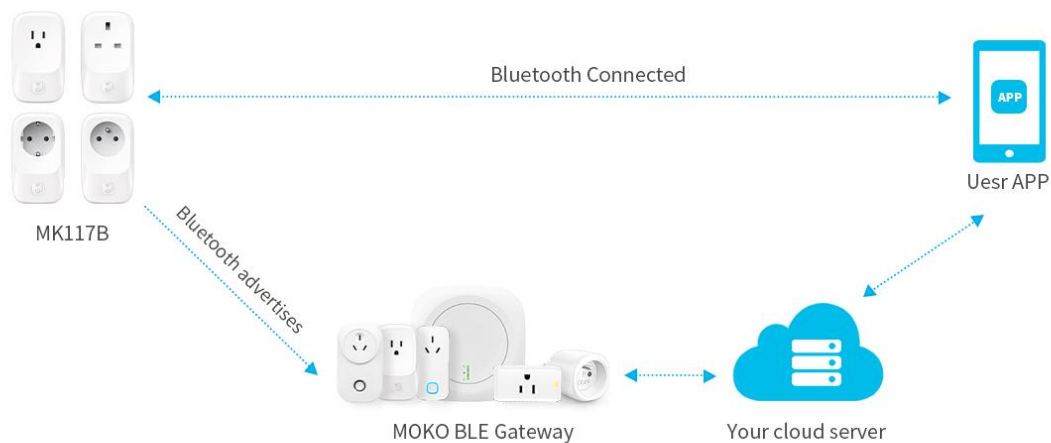 Bluetooth Connected
APP
Uesr APP
MK117B
Bluetooth advertises
MOKO BLE Gateway
Your cloud server